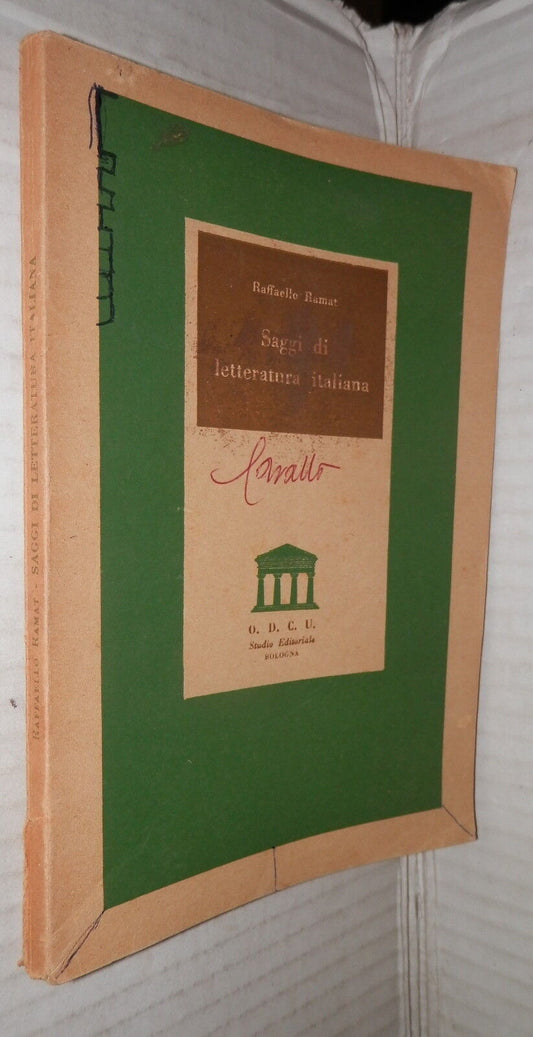 Raffaello Ramat
Saggi di
letteratura italiana
Cavallo
O. D. C. U.
Studio Editoriale
BOLOGNA
RAFFAELLO RAMAT - SAGGI DI LETTERATURA ITALIANA